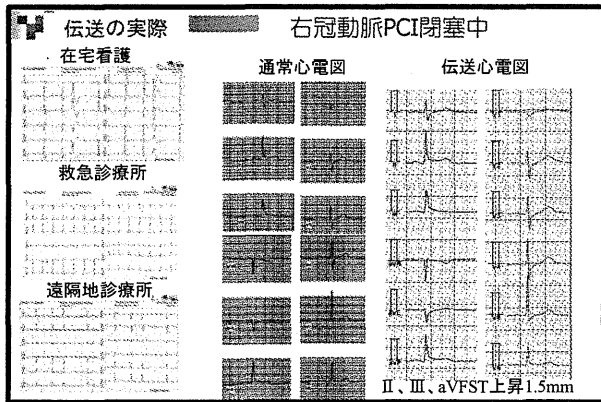 伝送の実際
右冠動脈PCI閉塞中
在宅看護
通常心電図
伝送心電図
救急診療所
遠隔地診療所
II、III、aVFST上昇1.5mm